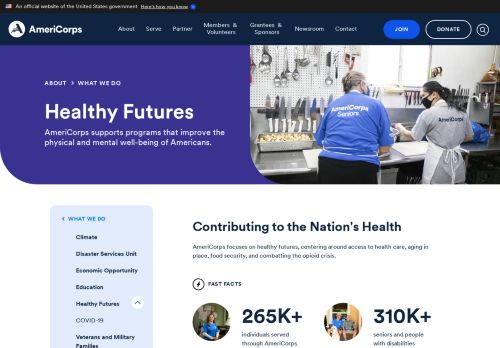 An official website of the United States government Here's how you know
AmeriCorps
About Serve Partner Members & Volunteers Grantees & Sponsors Newsroom Contact JOIN DONATE
ABOUT > WHAT WE DO
Healthy Futures
AmeriCorps supports programs that improve the
physical and mental well-being of Americans.
AmeriCorps
Seniors
AmeriCorps
WHAT WE DO
Climate
Disaster Services Unit
Economic Opportunity
Education
Healthy Futures
COVID-19
Veterans and Military
Families
Contributing to the Nation's Health
AmeriCorps focuses on healthy futures, centering around access to health care, aging in
place, food security, and combatting the opioid crisis.
FAST FACTS
265K+
individuals served
through AmeriCorps
310K+
seniors and people
with disabilities